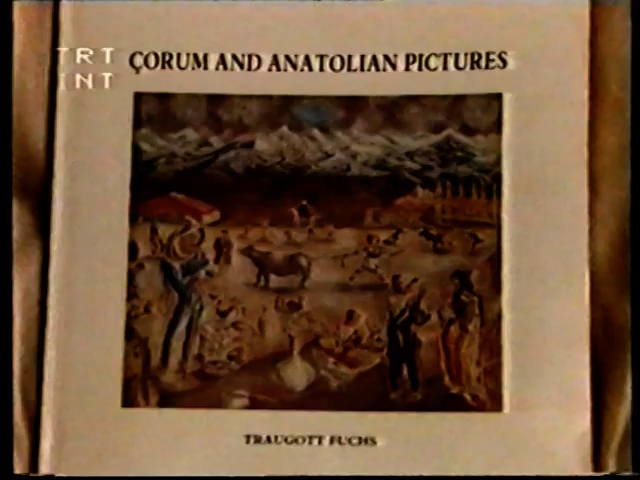 TRT
INT
ÇORUM AND ANATOLIAN PICTURES
TRAUGOTT FUCHS